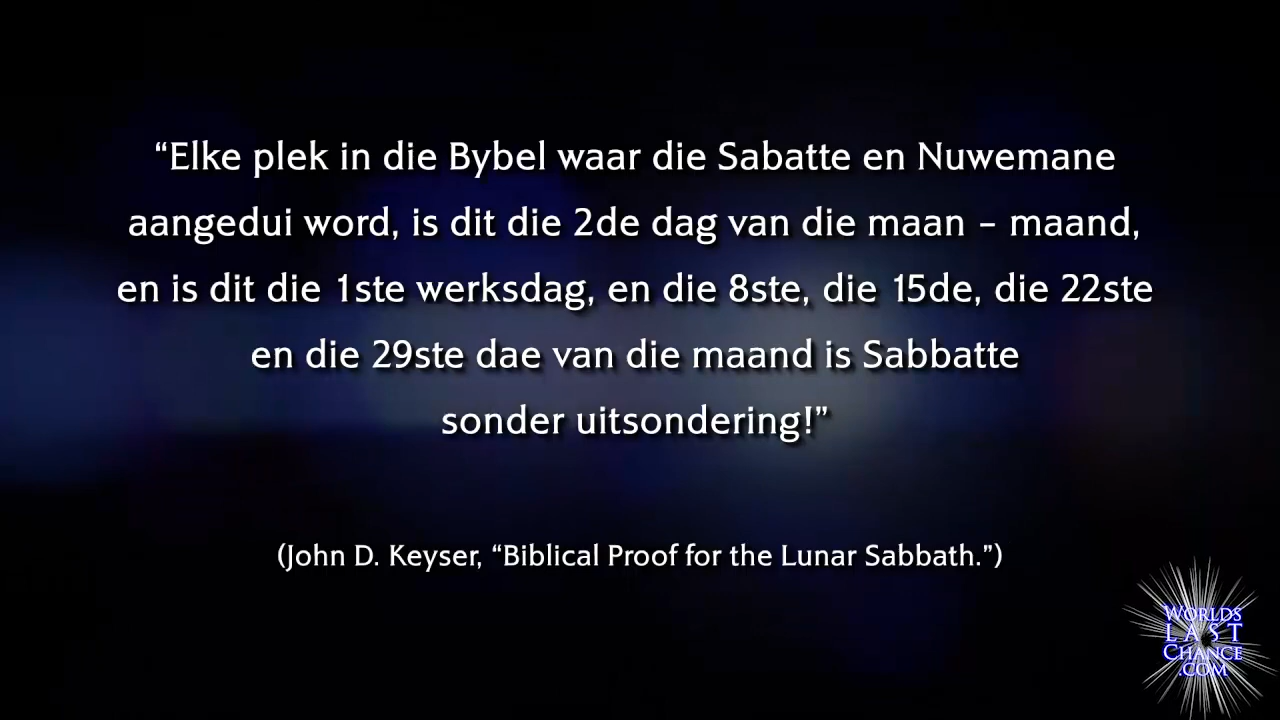 “Elke plek in die Bybel waar die Sabatte en Nuwemane
aangedui word, is dit die 2de dag van die maan – maand,
en is dit die 1ste werksdag, en die 8ste, die 15de, die 22ste
en die 29ste dae van die maand is Sabbatte
sonder uitsondering!”
(John D. Keyser, “Biblical Proof for the Lunar Sabbath.”)
WORLDS
LAST
CHANCE
.COM